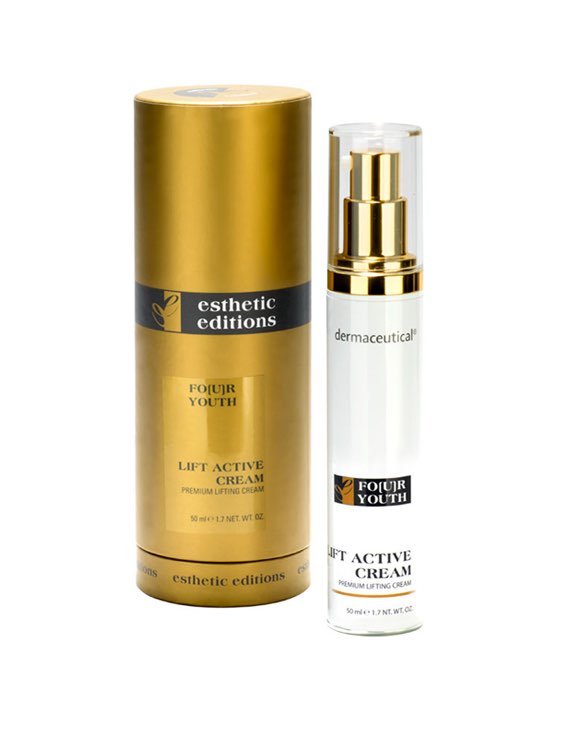 esthetic
editions
FO[U]R
YOUTH
LIFT ACTIVE
CREAM
PREMIUM LIFTING CREAM
50 ml ℮ 1.7 NET. WT. OZ.
esthetic editions
dermaceutical®
FO[U]R
YOUTH
LIFT ACTIVE
CREAM
PREMIUM LIFTING CREAM
50 ml ℮ 1.7 NT. WT. OZ.